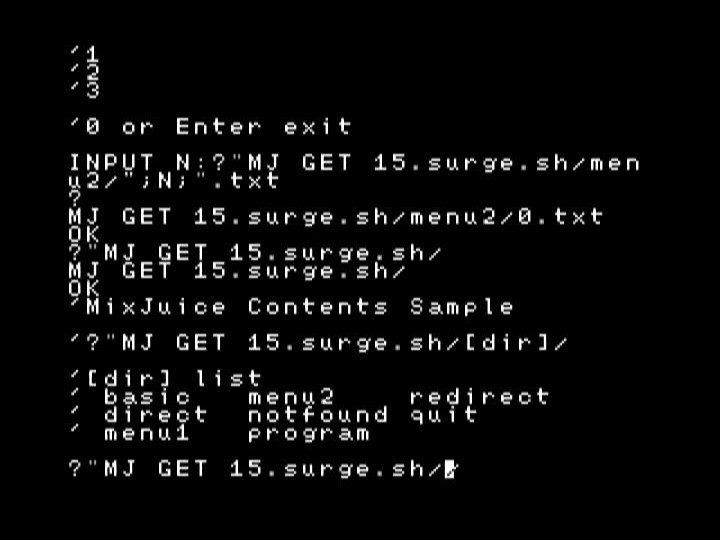 '1
'2
'3
'0 or Enter exit
INPUT N:?"MJ GET 15.surge.sh/men
u2/";N;".txt
?
MJ GET 15.surge.sh/menu2/0.txt
OK
?"MJ GET 15.surge.sh/
MJ GET 15.surge.sh/
OK
'MixJuice Contents Sample
'?"MJ GET 15.surge.sh/[dir]/
'[dir] list
' basic   menu2    redirect
' direct  notfound quit
' menu1   program
?"MJ GET 15.surge.sh/